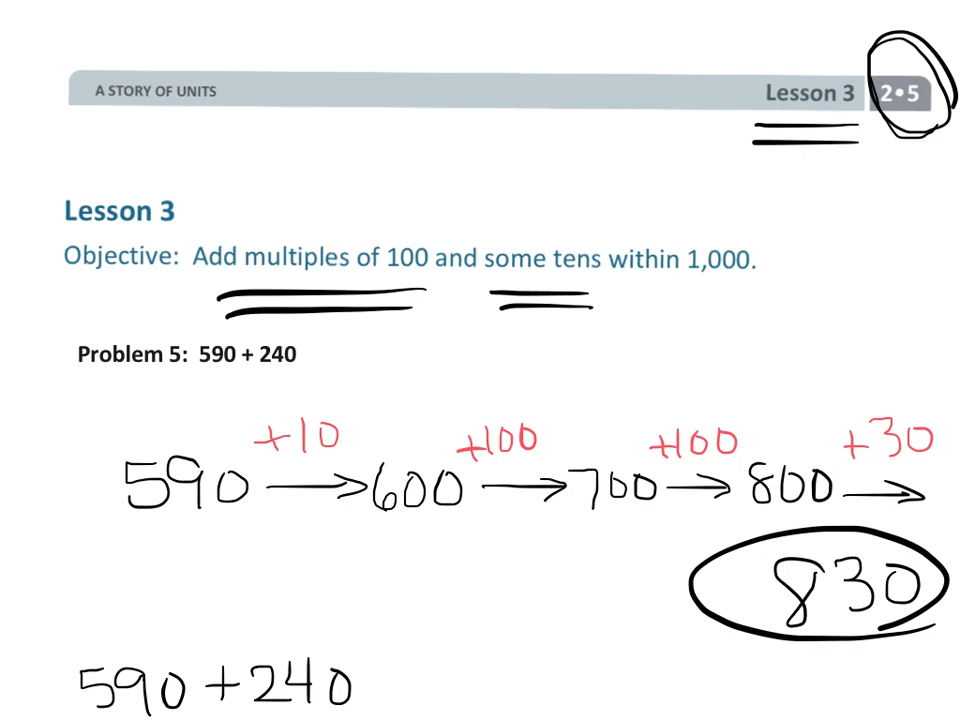 A STORY OF UNITS Lesson 3 2•5
Lesson 3
Objective: Add multiples of 100 and some tens within 1,000.
Problem 5: 590 + 240
+10 +100 +100 +30
590 → 600 → 700 → 800 →
830
590 + 240